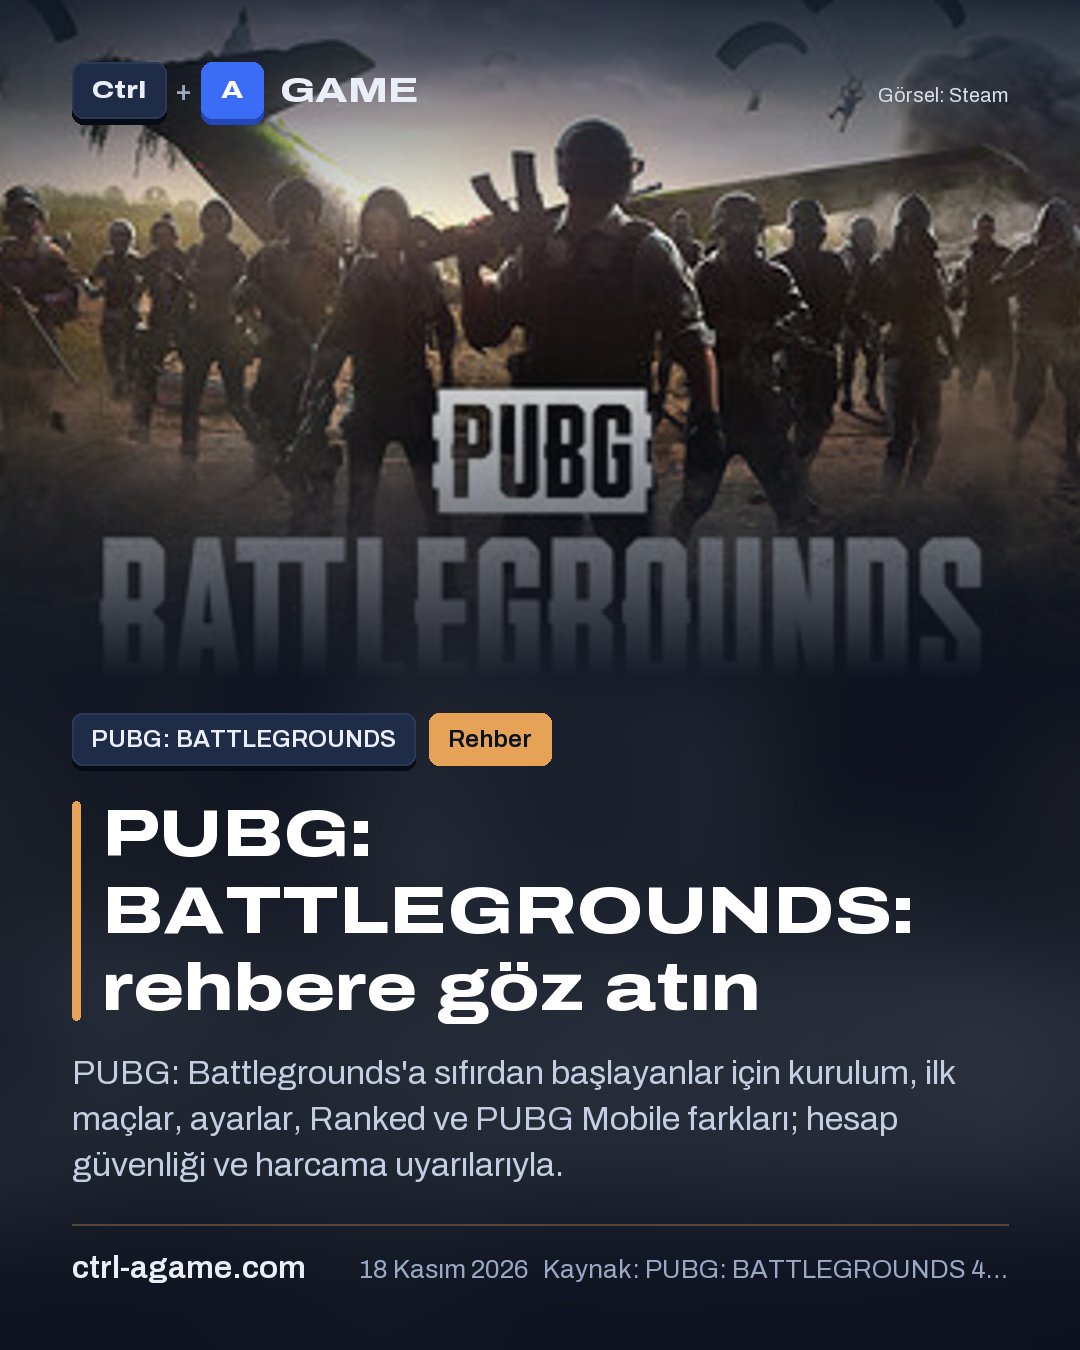 Ctrl + A GAME
Görsel: Steam
PUBG
BATTLEGROUNDS
PUBG: BATTLEGROUNDS
Rehber
PUBG:
BATTLEGROUNDS:
rehbere göz atın
PUBG: Battlegrounds'a sıfırdan başlayanlar için kurulum, ilk
maçlar, ayarlar, Ranked ve PUBG Mobile farkları; hesap
güvenliği ve harcama uyarılarıyla.
ctrl-agame.com
18 Kasım 2026 Kaynak: PUBG: BATTLEGROUNDS 4...